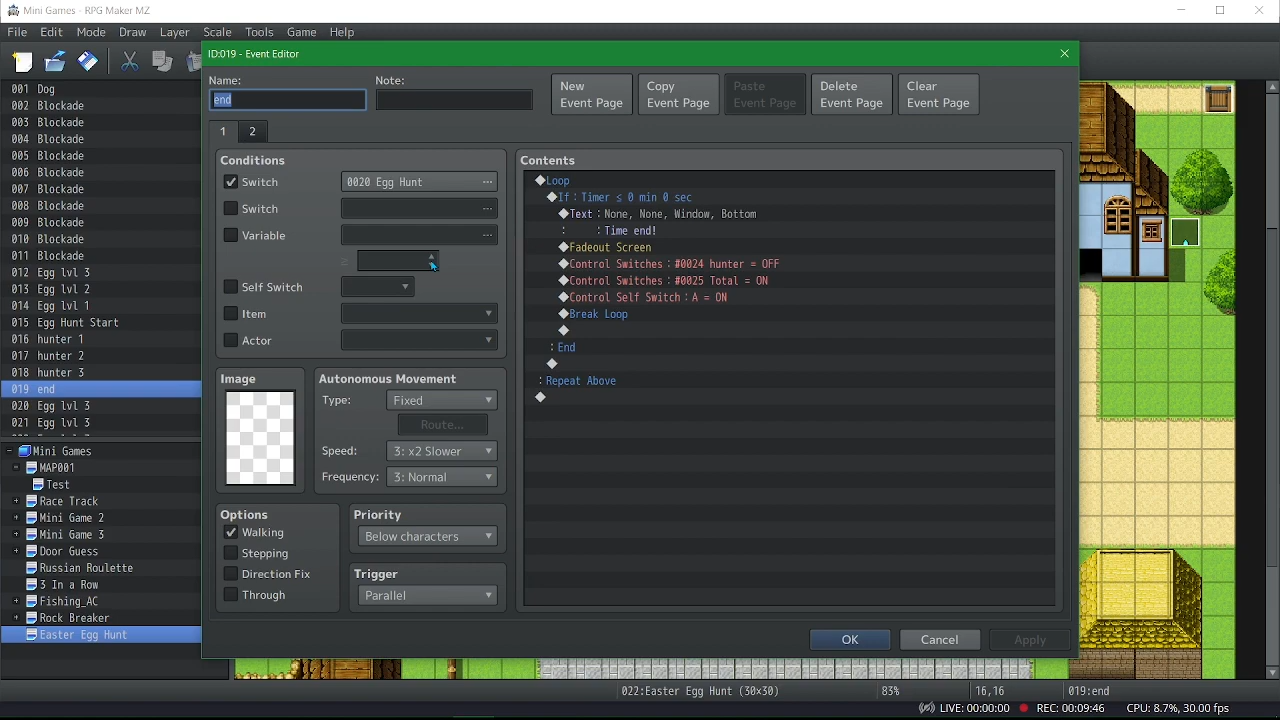 Mini Games - RPG Maker MZ
File Edit Mode Draw Layer Scale Tools Game Help
ID:019 - Event Editor
Name:
Note:
end
New Event Page
Copy Event Page
Paste Event Page
Delete Event Page
Clear Event Page
1 2
001 Dog
002 Blockade
003 Blockade
004 Blockade
005 Blockade
006 Blockade
007 Blockade
008 Blockade
009 Blockade
010 Blockade
011 Blockade
012 Egg lvl 3
013 Egg lvl 2
014 Egg lvl 1
015 Egg Hunt Start
016 hunter 1
017 hunter 2
018 hunter 3
019 end
020 Egg lvl 3
021 Egg lvl 3
Mini Games
MAP001
Test
Race Track
Mini Game 2
Mini Game 3
Door Guess
Russian Roulette
3 In a Row
Fishing_AC
Rock Breaker
Easter Egg Hunt
Conditions
Switch 0020 Egg Hunt ...
Switch ...
Variable ...
≥
Self Switch
Item
Actor
Image
Autonomous Movement
Type: Fixed
Route...
Speed: 3: x2 Slower
Frequency: 3: Normal
Options
Walking
Stepping
Direction Fix
Through
Priority
Below characters
Trigger
Parallel
Contents
◆Loop
◆If : Timer ≤ 0 min 0 sec
◆Text : None, None, Window, Bottom
: : Time end!
◆Fadeout Screen
◆Control Switches : #0024 hunter = OFF
◆Control Switches : #0025 Total = ON
◆Control Self Switch : A = ON
◆Break Loop
◆
: End
◆
: Repeat Above
◆
OK
Cancel
Apply
022:Easter Egg Hunt (30x30) 83% 16,16 019:end
LIVE: 00:00:00 REC: 00:09:46 CPU: 8.7%, 30.00 fps